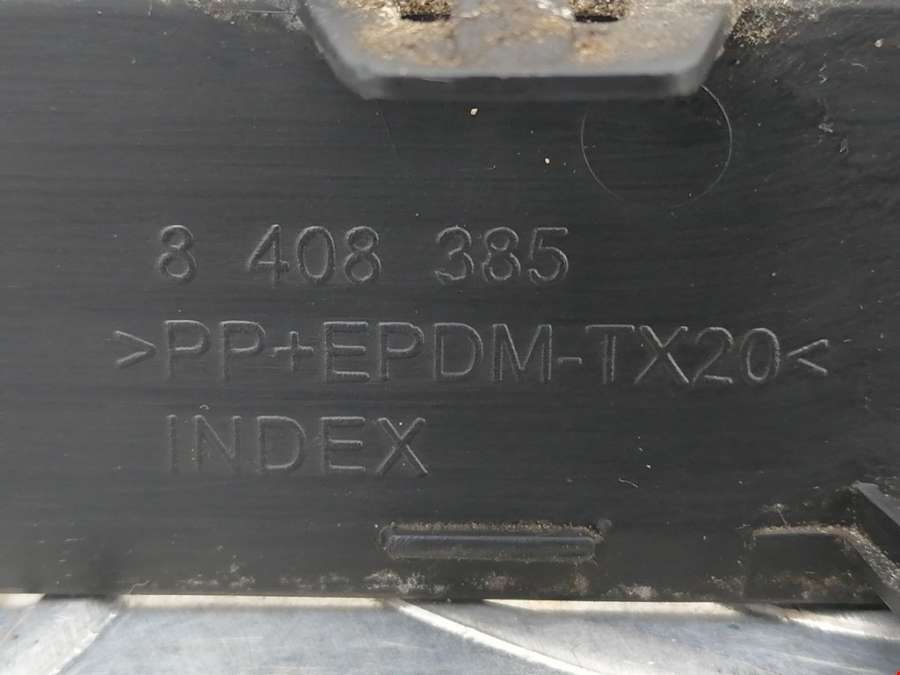 8 408 385
>PP+EPDM-TX20<
INDEX